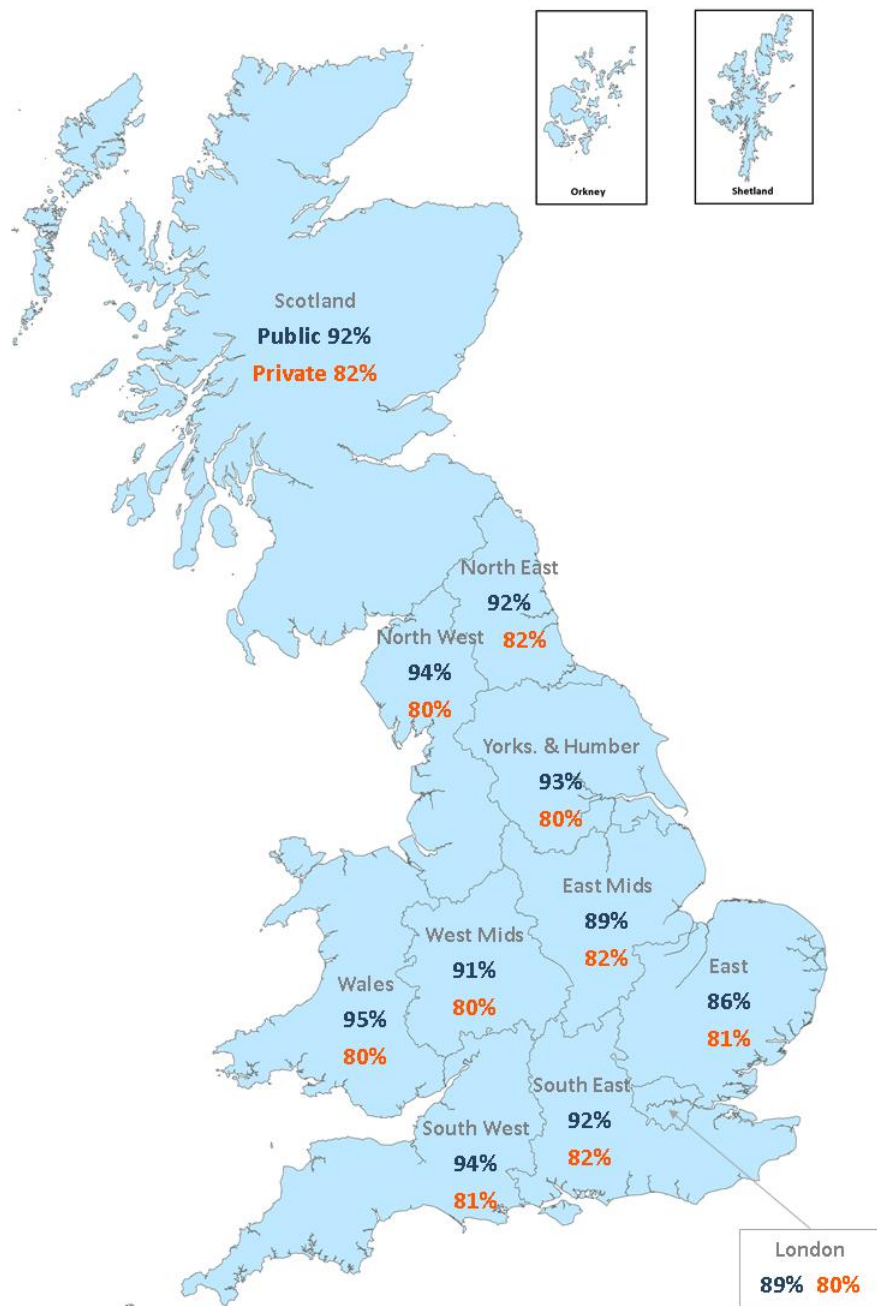 Orkney
Shetland
Scotland
Public 92%
Private 82%
North East
92%
82%
North West
94%
80%
Yorks. & Humber
93%
80%
East Mids
89%
82%
West Mids
91%
80%
East
86%
81%
Wales
95%
80%
South East
92%
82%
South West
94%
81%
London
89% 80%